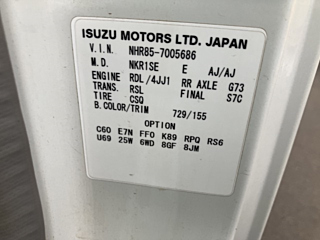 ISUZU MOTORS LTD. JAPAN
V.I.N. NHR85-7005686
M.D. NKR1SE E AJ/AJ
ENGINE RDL/4JJ1 RR AXLE G73
TRANS. RSL FINAL S7C
TIRE CSQ
B.COLOR/TRIM 729/155
OPTION
C60 E7N FF0 K89 RPQ RS6
U69 25W 6WD 8GF 8JM